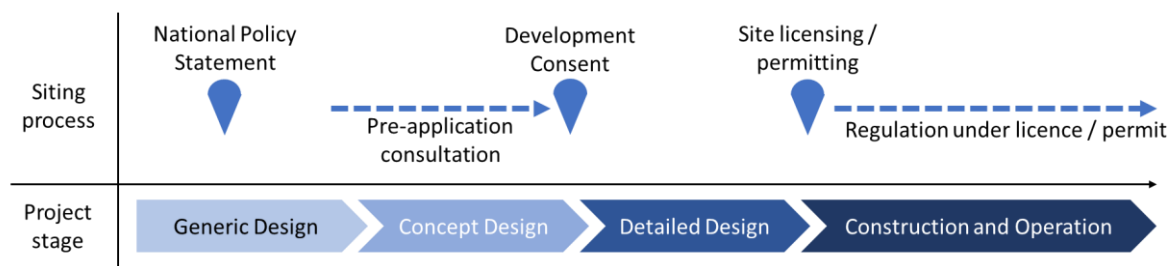 National Policy
Statement
Development
Consent
Site licensing /
permitting
Siting
process
Pre-application
consultation
Regulation under licence / permit
Project
stage
Generic Design
Concept Design
Detailed Design
Construction and Operation